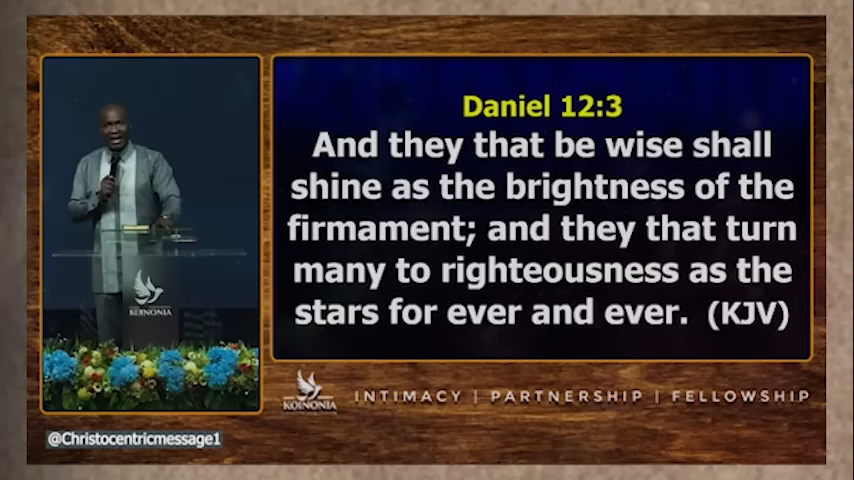 Daniel 12:3
And they that be wise shall
shine as the brightness of the
firmament; and they that turn
many to righteousness as the
stars for ever and ever. (KJV)
KOINONIA
KOINONIA
INTIMACY | PARTNERSHIP | FELLOWSHIP
@Christocentricmessage1